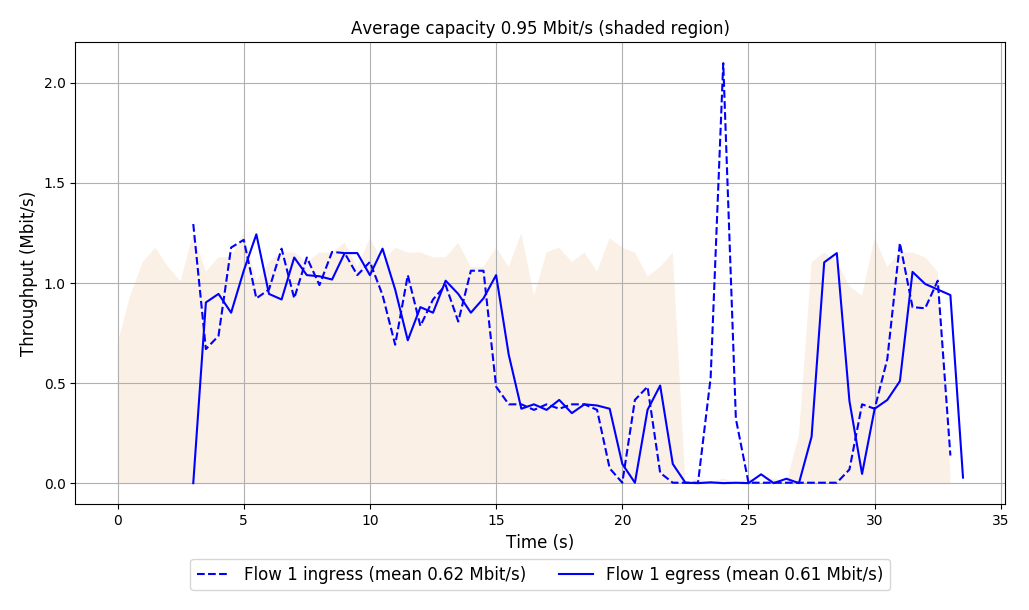 Average capacity 0.95 Mbit/s (shaded region)
Throughput (Mbit/s)
2.0
1.5
1.0
0.5
0.0
0 5 10 15 20 25 30 35
Time (s)
Flow 1 ingress (mean 0.62 Mbit/s) Flow 1 egress (mean 0.61 Mbit/s)